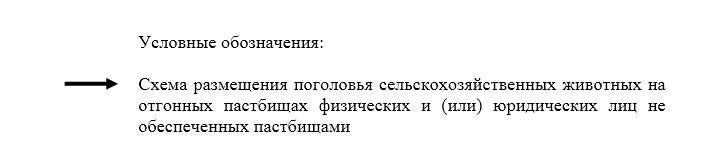 Условные обозначения:
Схема размещения поголовья сельскохозяйственных животных на
отгонных пастбищах физических и (или) юридических лиц не
обеспеченных пастбищами